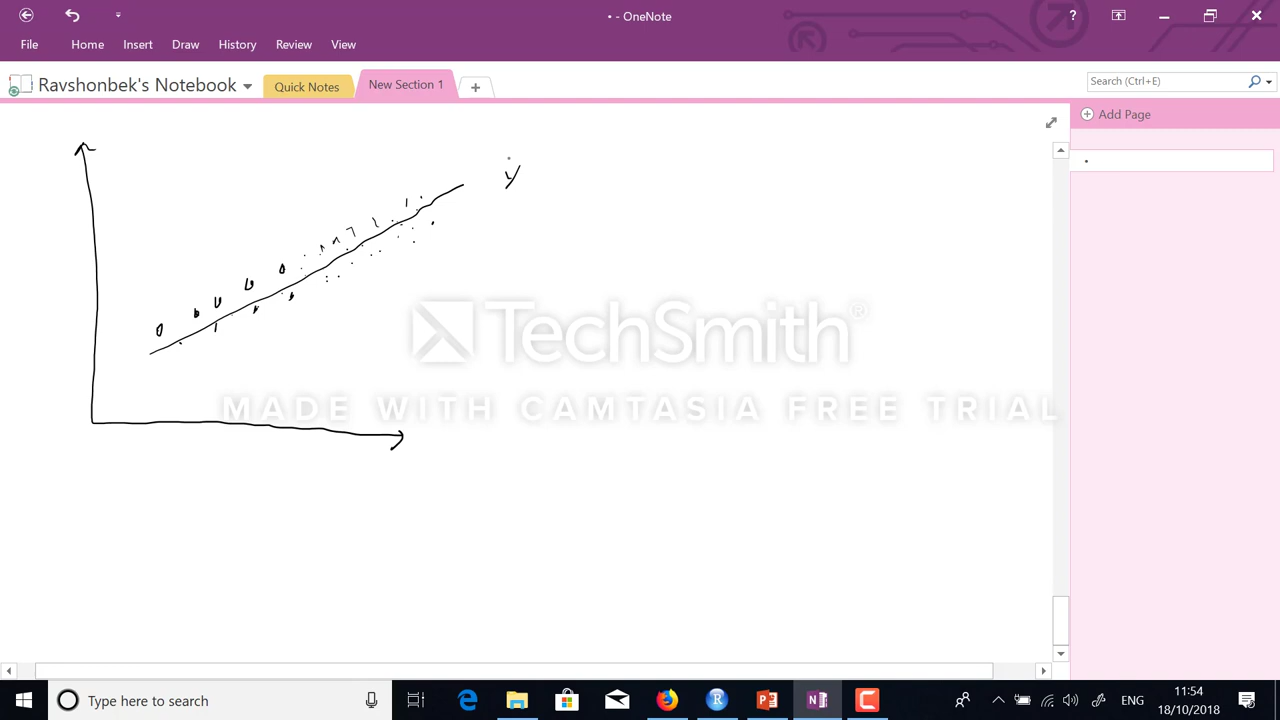 • - OneNote
?
File Home Insert Draw History Review View
Ravshonbek's Notebook Quick Notes New Section 1 +
Search (Ctrl+E)
Add Page
y
TechSmith®
MADE WITH CAMTASIA FREE TRIAL
Type here to search
ENG
11:54
18/10/2018